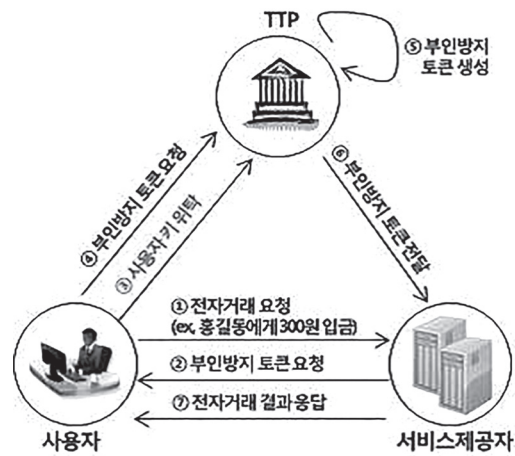 TTP
⑤ 부인방지
토큰 생성
④ 부인방지 토큰 요청
③ 사용자 키 위탁
⑥ 부인방지 토큰 전달
① 전자거래 요청
(ex. 홍길동에게 300원 입금)
② 부인방지 토큰 요청
⑦ 전자거래 결과 응답
사용자
서비스제공자